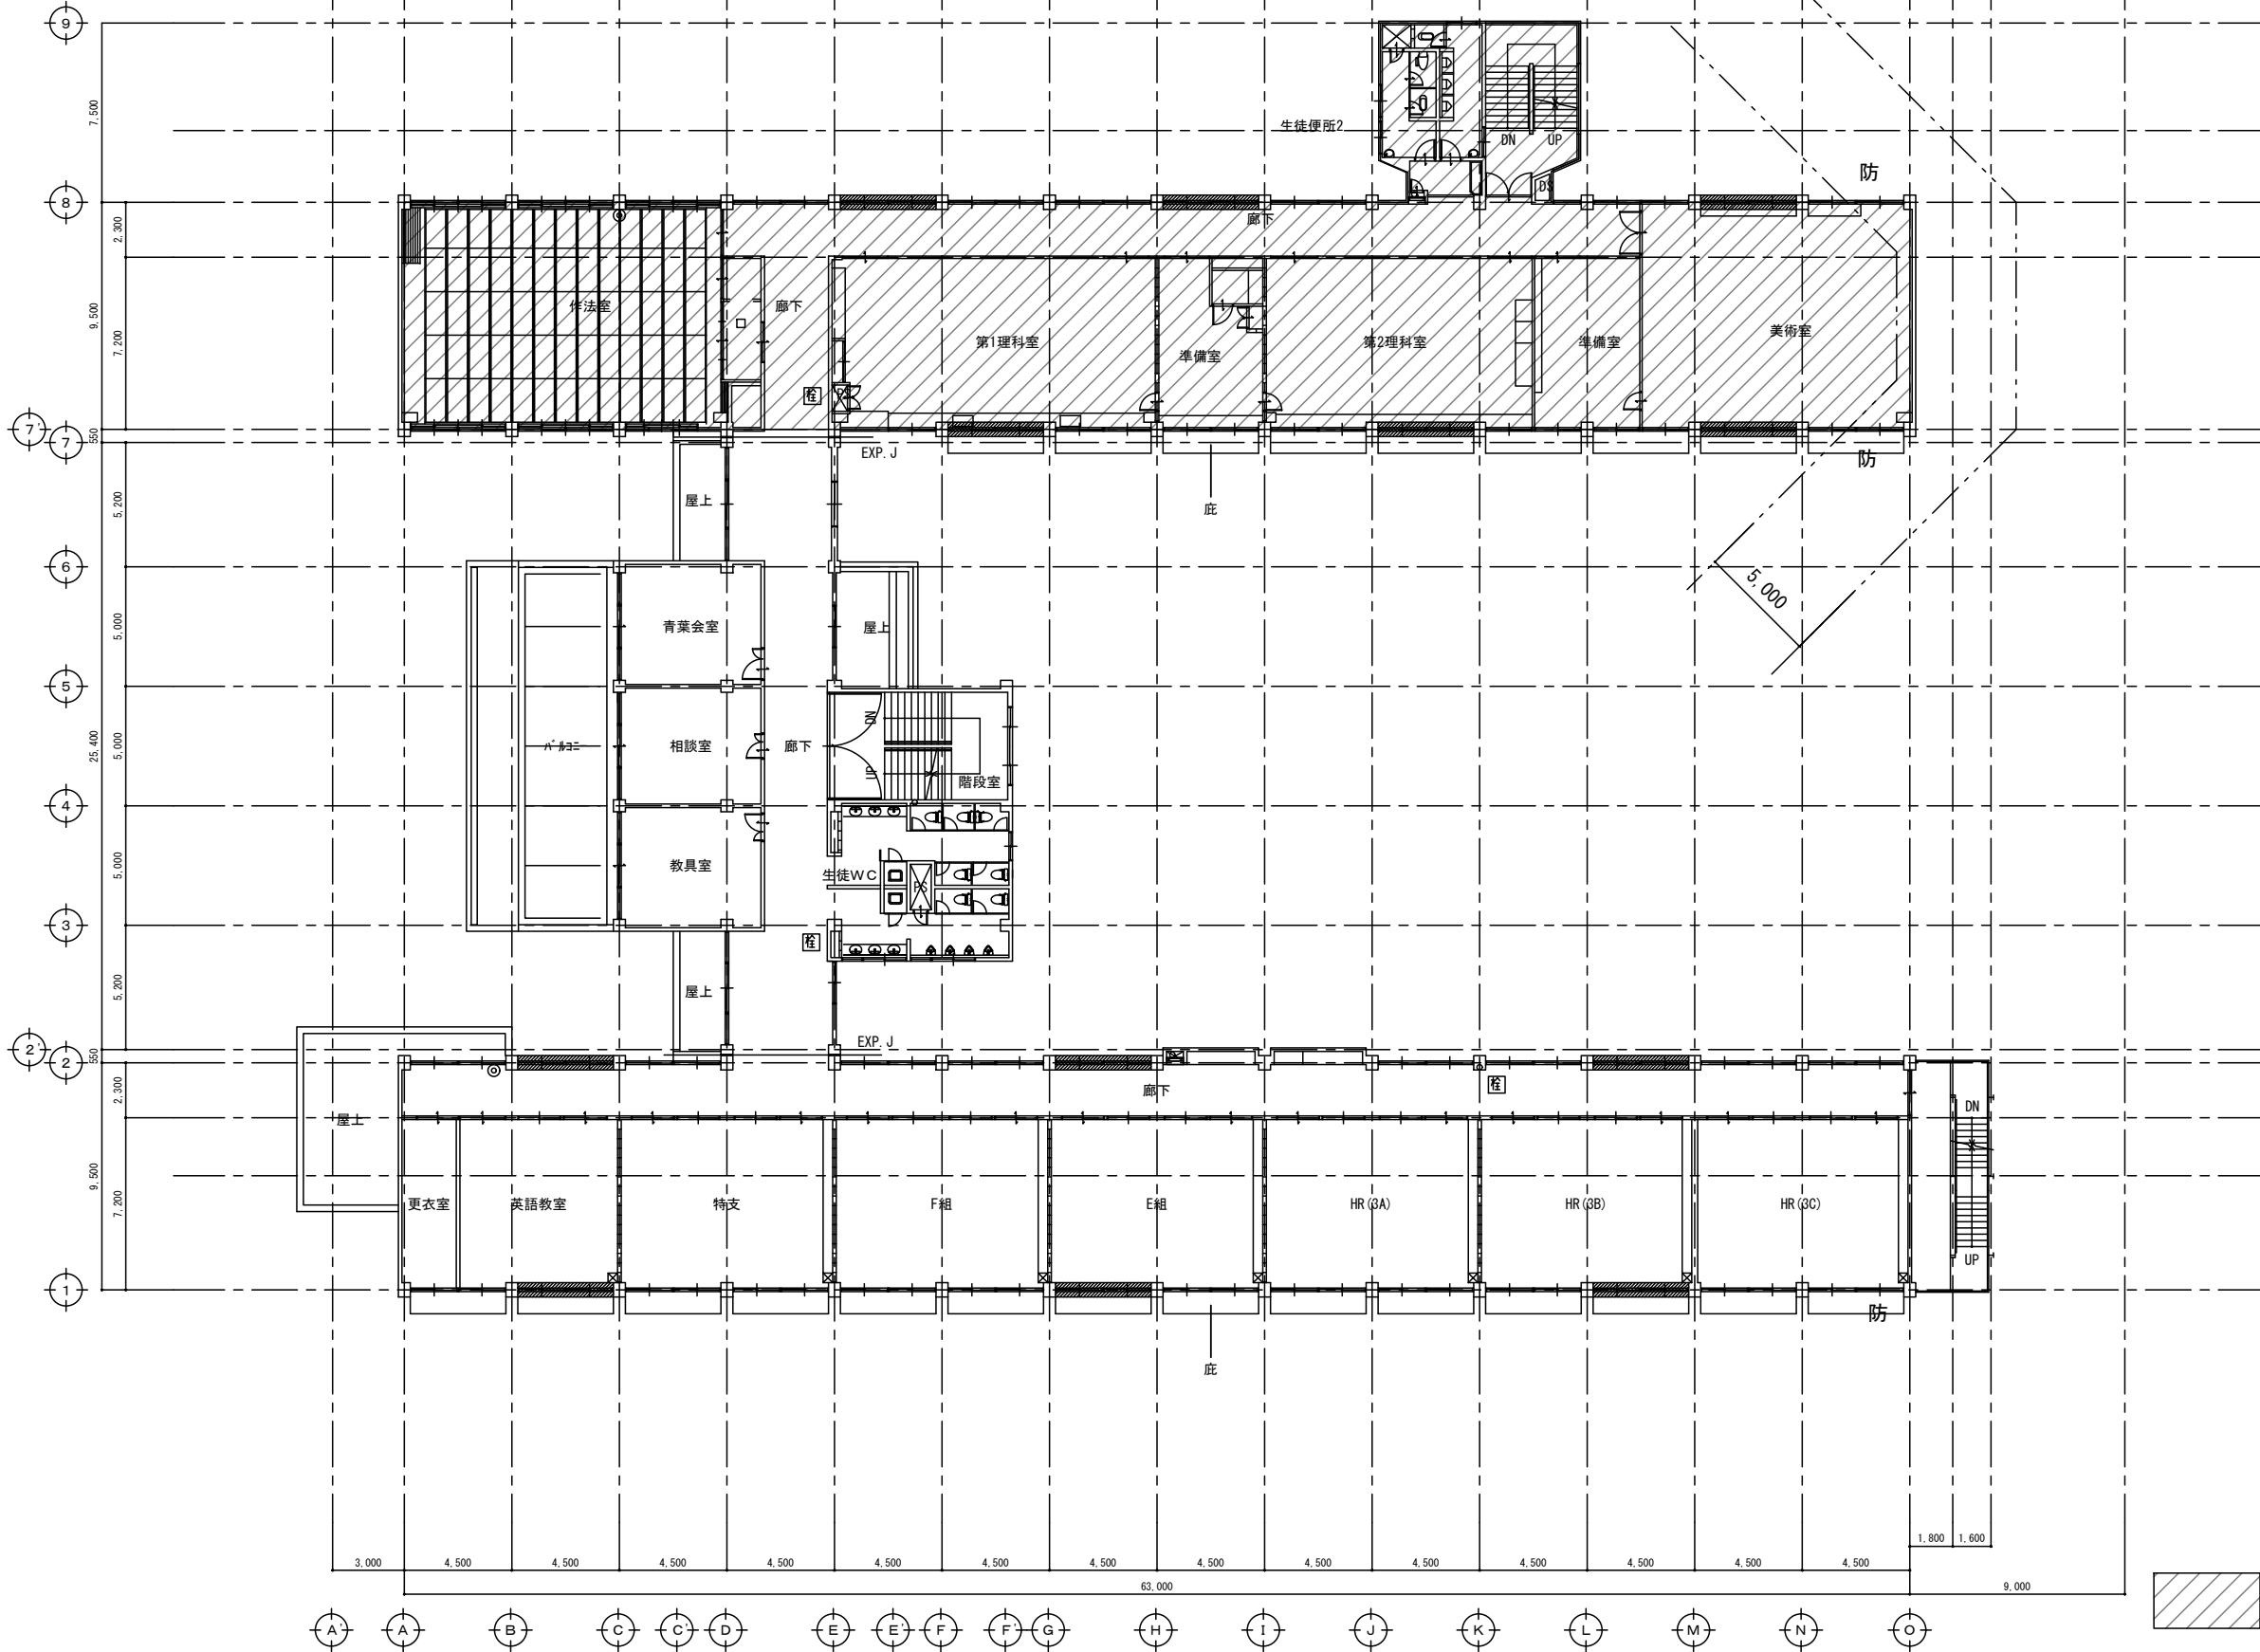 9
7,500
生徒便所2
DN
UP
防
DS
8
廊下
2,300
9,500
7,200
作法室
廊下
第1理科室
準備室
第2理科室
準備室
美術室
栓
7'
550
7
EXP.J
防
5,200
屋上
庇
6
5,000
5,000
青葉会室
屋上
5
25,400
5,000
バルコニー
相談室
廊下
DN
UP
階段室
4
5,000
教具室
生徒WC
PS
3
栓
5,200
屋上
2'
550
EXP.J
2
2,300
廊下
栓
屋上
DN
9,500
7,200
更衣室
英語教室
特支
F組
E組
HR(3A)
HR(3B)
HR(3C)
UP
1
防
庇
1,800
1,600
3,000
4,500
4,500
4,500
4,500
4,500
4,500
4,500
4,500
4,500
4,500
4,500
4,500
4,500
4,500
63,000
9,000
A'
A
B
C
C'
D
E
E'
F
F'
G
H
I
J
K
L
M
N
O